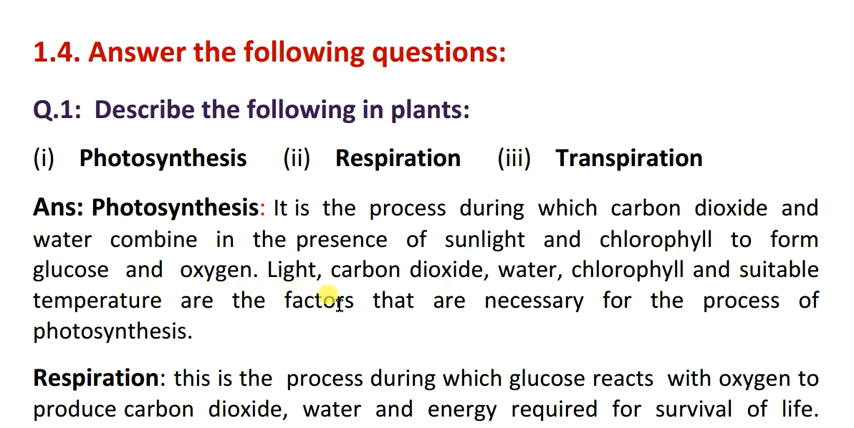 1.4. Answer the following questions:
Q.1: Describe the following in plants:
(i) Photosynthesis (ii) Respiration (iii) Transpiration
Ans: Photosynthesis: It is the process during which carbon dioxide and
water combine in the presence of sunlight and chlorophyll to form
glucose and oxygen. Light, carbon dioxide, water, chlorophyll and suitable
temperature are the factors that are necessary for the process of
photosynthesis.
Respiration: this is the process during which glucose reacts with oxygen to
produce carbon dioxide, water and energy required for survival of life.